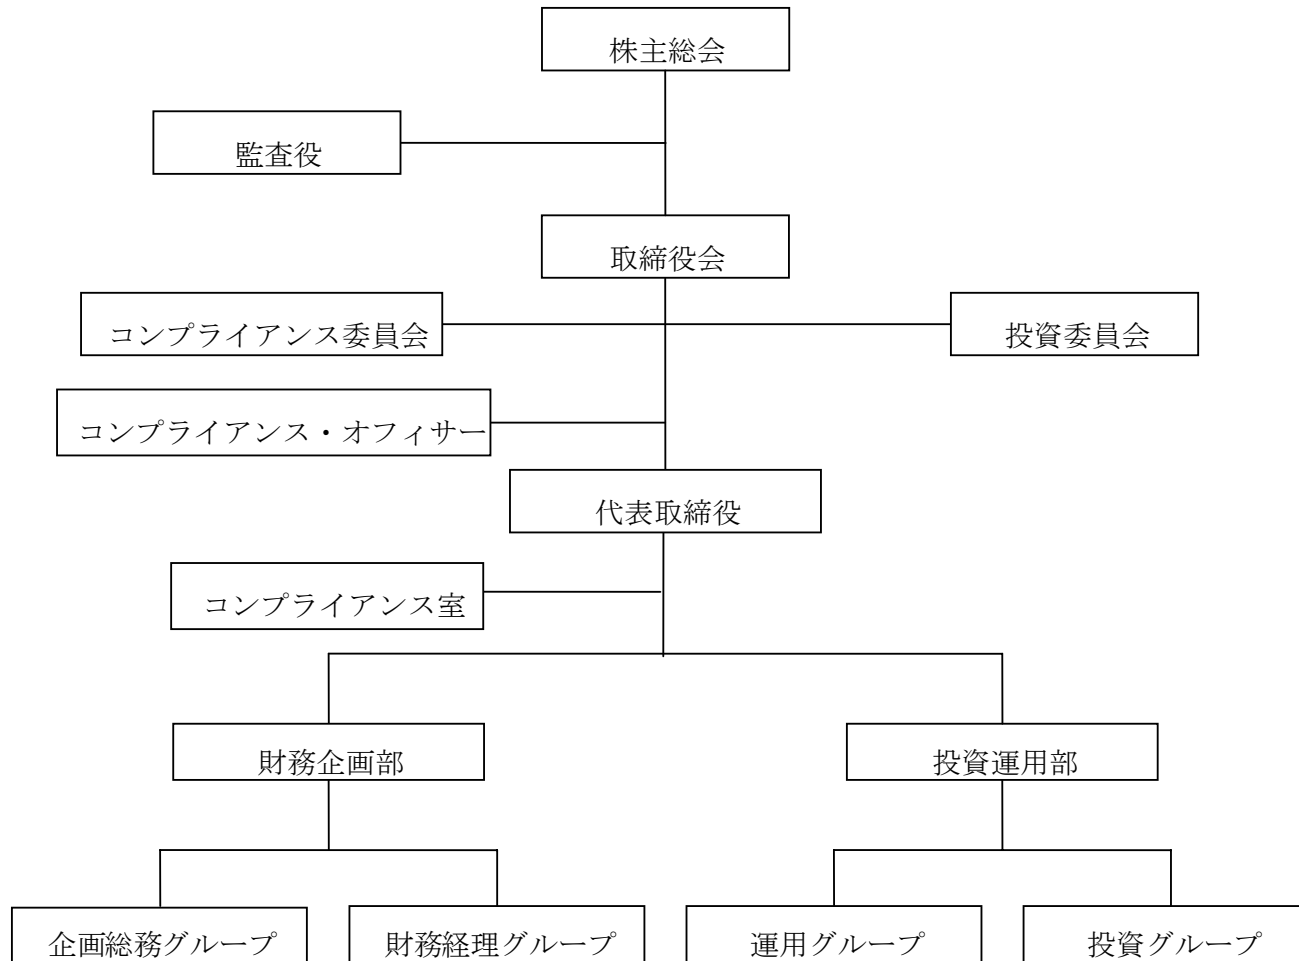 株主総会
監査役
取締役会
コンプライアンス委員会
投資委員会
コンプライアンス・オフィサー
代表取締役
コンプライアンス室
財務企画部
投資運用部
企画総務グループ
財務経理グループ
運用グループ
投資グループ